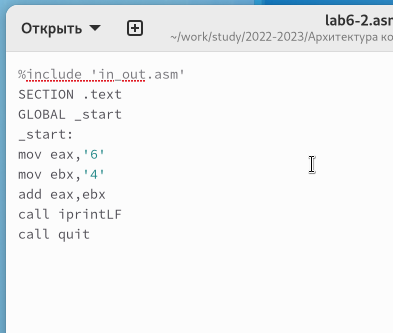 Открыть
lab6-2.asm
~/work/study/2022-2023/Архитектура ко
%include 'in_out.asm'
SECTION .text
GLOBAL _start
_start:
mov eax,'6'
mov ebx,'4'
add eax,ebx
call iprintLF
call quit